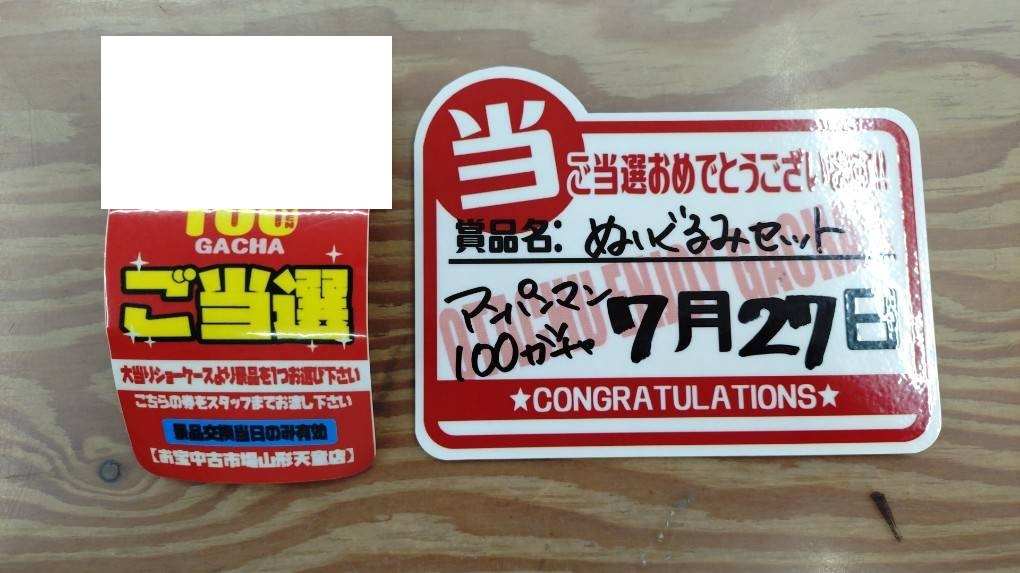 GACHA
ご当選
大当りショーケースより景品を1つお選び下さい
こちらの券をスタッフまでお渡し下さい
景品交換当日のみ有効
【お宝中古市場山形天童店】
当
ご当選おめでとうございます!!
賞品名: ぬいぐるみセット
アンパンマン
100ガチャ
7月27日
★CONGRATULATIONS★